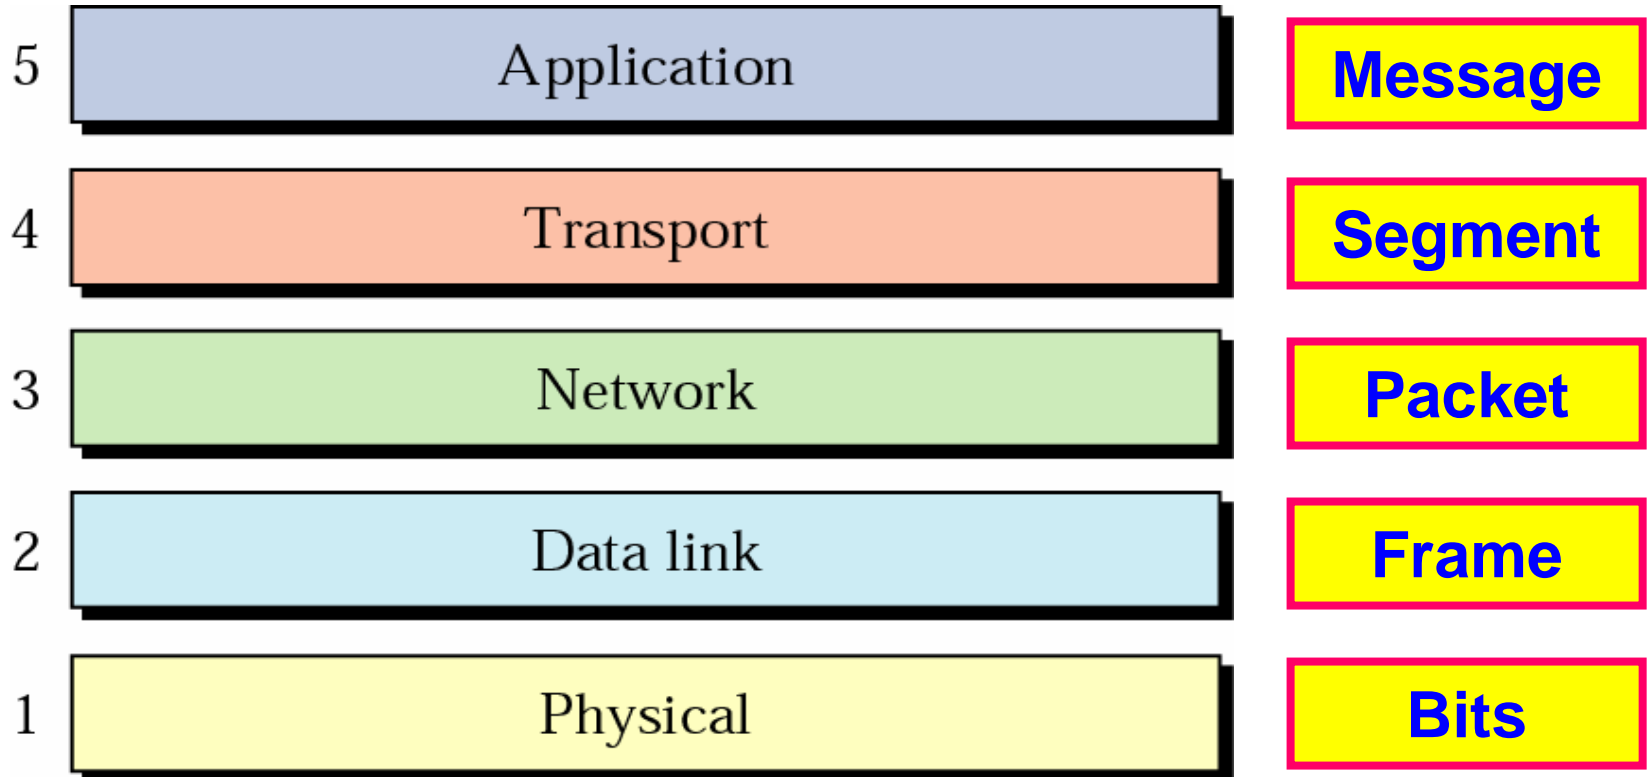 5 Application Message
4 Transport Segment
3 Network Packet
2 Data link Frame
1 Physical Bits